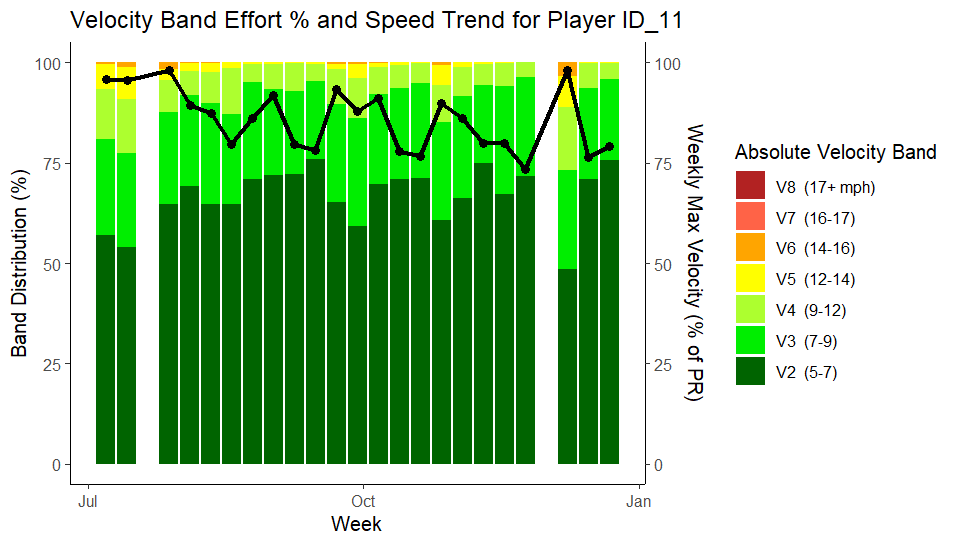 Velocity Band Effort % and Speed Trend for Player ID_11
100
75
50
25
0
Band Distribution (%)
100
75
50
25
0
Weekly Max Velocity (% of PR)
Jul
Oct
Jan
Week
Absolute Velocity Band
V8 (17+ mph)
V7 (16-17)
V6 (14-16)
V5 (12-14)
V4 (9-12)
V3 (7-9)
V2 (5-7)